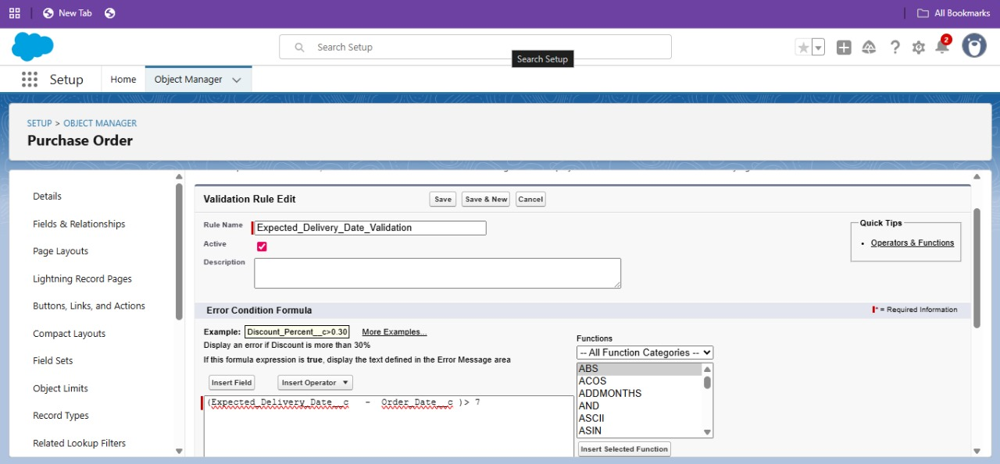 New Tab
All Bookmarks
Search Setup
Search Setup
2
Setup
Home
Object Manager
SETUP > OBJECT MANAGER
Purchase Order
Details
Fields & Relationships
Page Layouts
Lightning Record Pages
Buttons, Links, and Actions
Compact Layouts
Field Sets
Object Limits
Record Types
Related Lookup Filters
Validation Rule Edit
Save
Save & New
Cancel
Rule Name
Expected_Delivery_Date_Validation
Active
Description
Quick Tips
• Operators & Functions
Error Condition Formula
* = Required Information
Example: Discount_Percent__c>0.30 More Examples...
Display an error if Discount is more than 30%
If this formula expression is true, display the text defined in the Error Message area
Insert Field
Insert Operator
(Expected_Delivery_Date__c - Order_Date__c )> 7
Functions
-- All Function Categories --
ABS
ACOS
ADDMONTHS
AND
ASCII
ASIN
Insert Selected Function